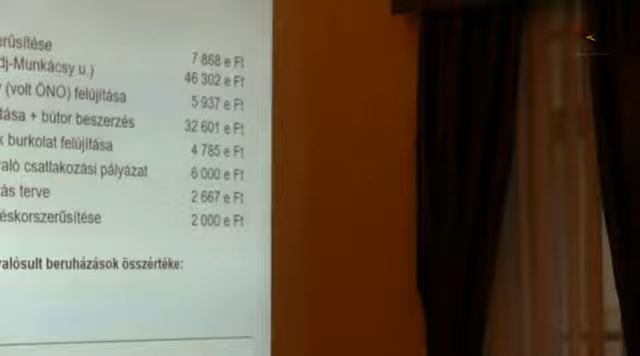 erűsítése 7 868 e Ft
dj-Munkácsy u.) 46 302 e Ft
(volt ÖNO) felújítása 5 937 e Ft
tása + bútor beszerzés 32 601 e Ft
k burkolat felújítása 4 785 e Ft
való csatlakozási pályázat 6 000 e Ft
ás terve 2 667 e Ft
éskorszerűsítése 2 000 e Ft
valósult beruházások összértéke: